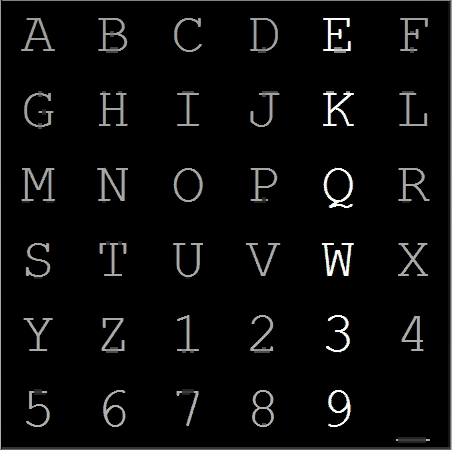 A B C D E F
G H I J K L
M N O P Q R
S T U V W X
Y Z 1 2 3 4
5 6 7 8 9 _